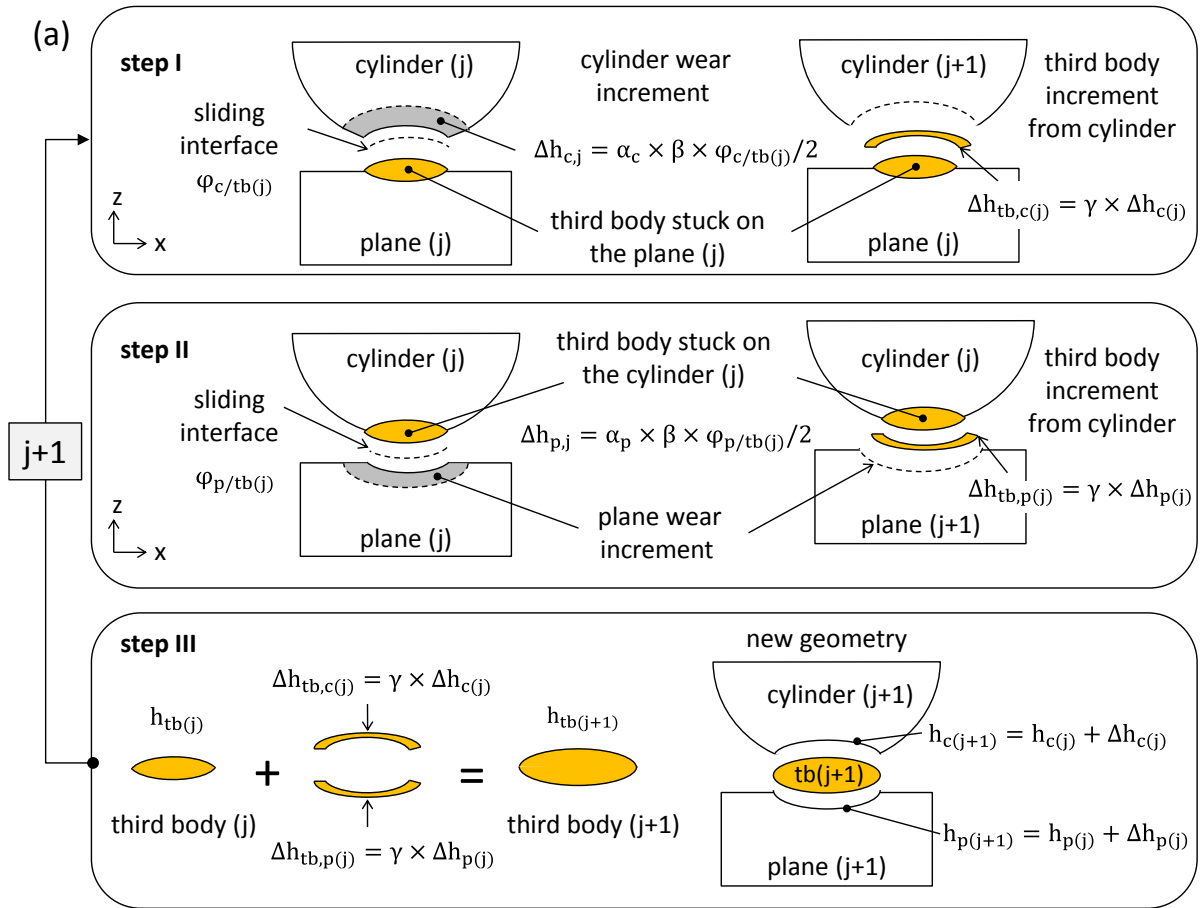 (a)
step I
cylinder (j)
sliding
interface
φc/tb(j)
z
x
plane (j)
cylinder wear
increment
Δhc,j = αc × β × φc/tb(j)/2
third body stuck on
the plane (j)
cylinder (j+1)
plane (j)
third body
increment
from cylinder
Δhtb,c(j) = γ × Δhc(j)
j+1
step II
cylinder (j)
sliding
interface
φp/tb(j)
z
x
plane (j)
third body stuck on
the cylinder (j)
Δhp,j = αp × β × φp/tb(j)/2
plane wear
increment
cylinder (j)
plane (j+1)
third body
increment
from cylinder
Δhtb,p(j) = γ × Δhp(j)
step III
htb(j)
third body (j)
+
Δhtb,c(j) = γ × Δhc(j)
Δhtb,p(j) = γ × Δhp(j)
=
htb(j+1)
third body (j+1)
new geometry
cylinder (j+1)
hc(j+1) = hc(j) + Δhc(j)
tb(j+1)
hp(j+1) = hp(j) + Δhp(j)
plane (j+1)